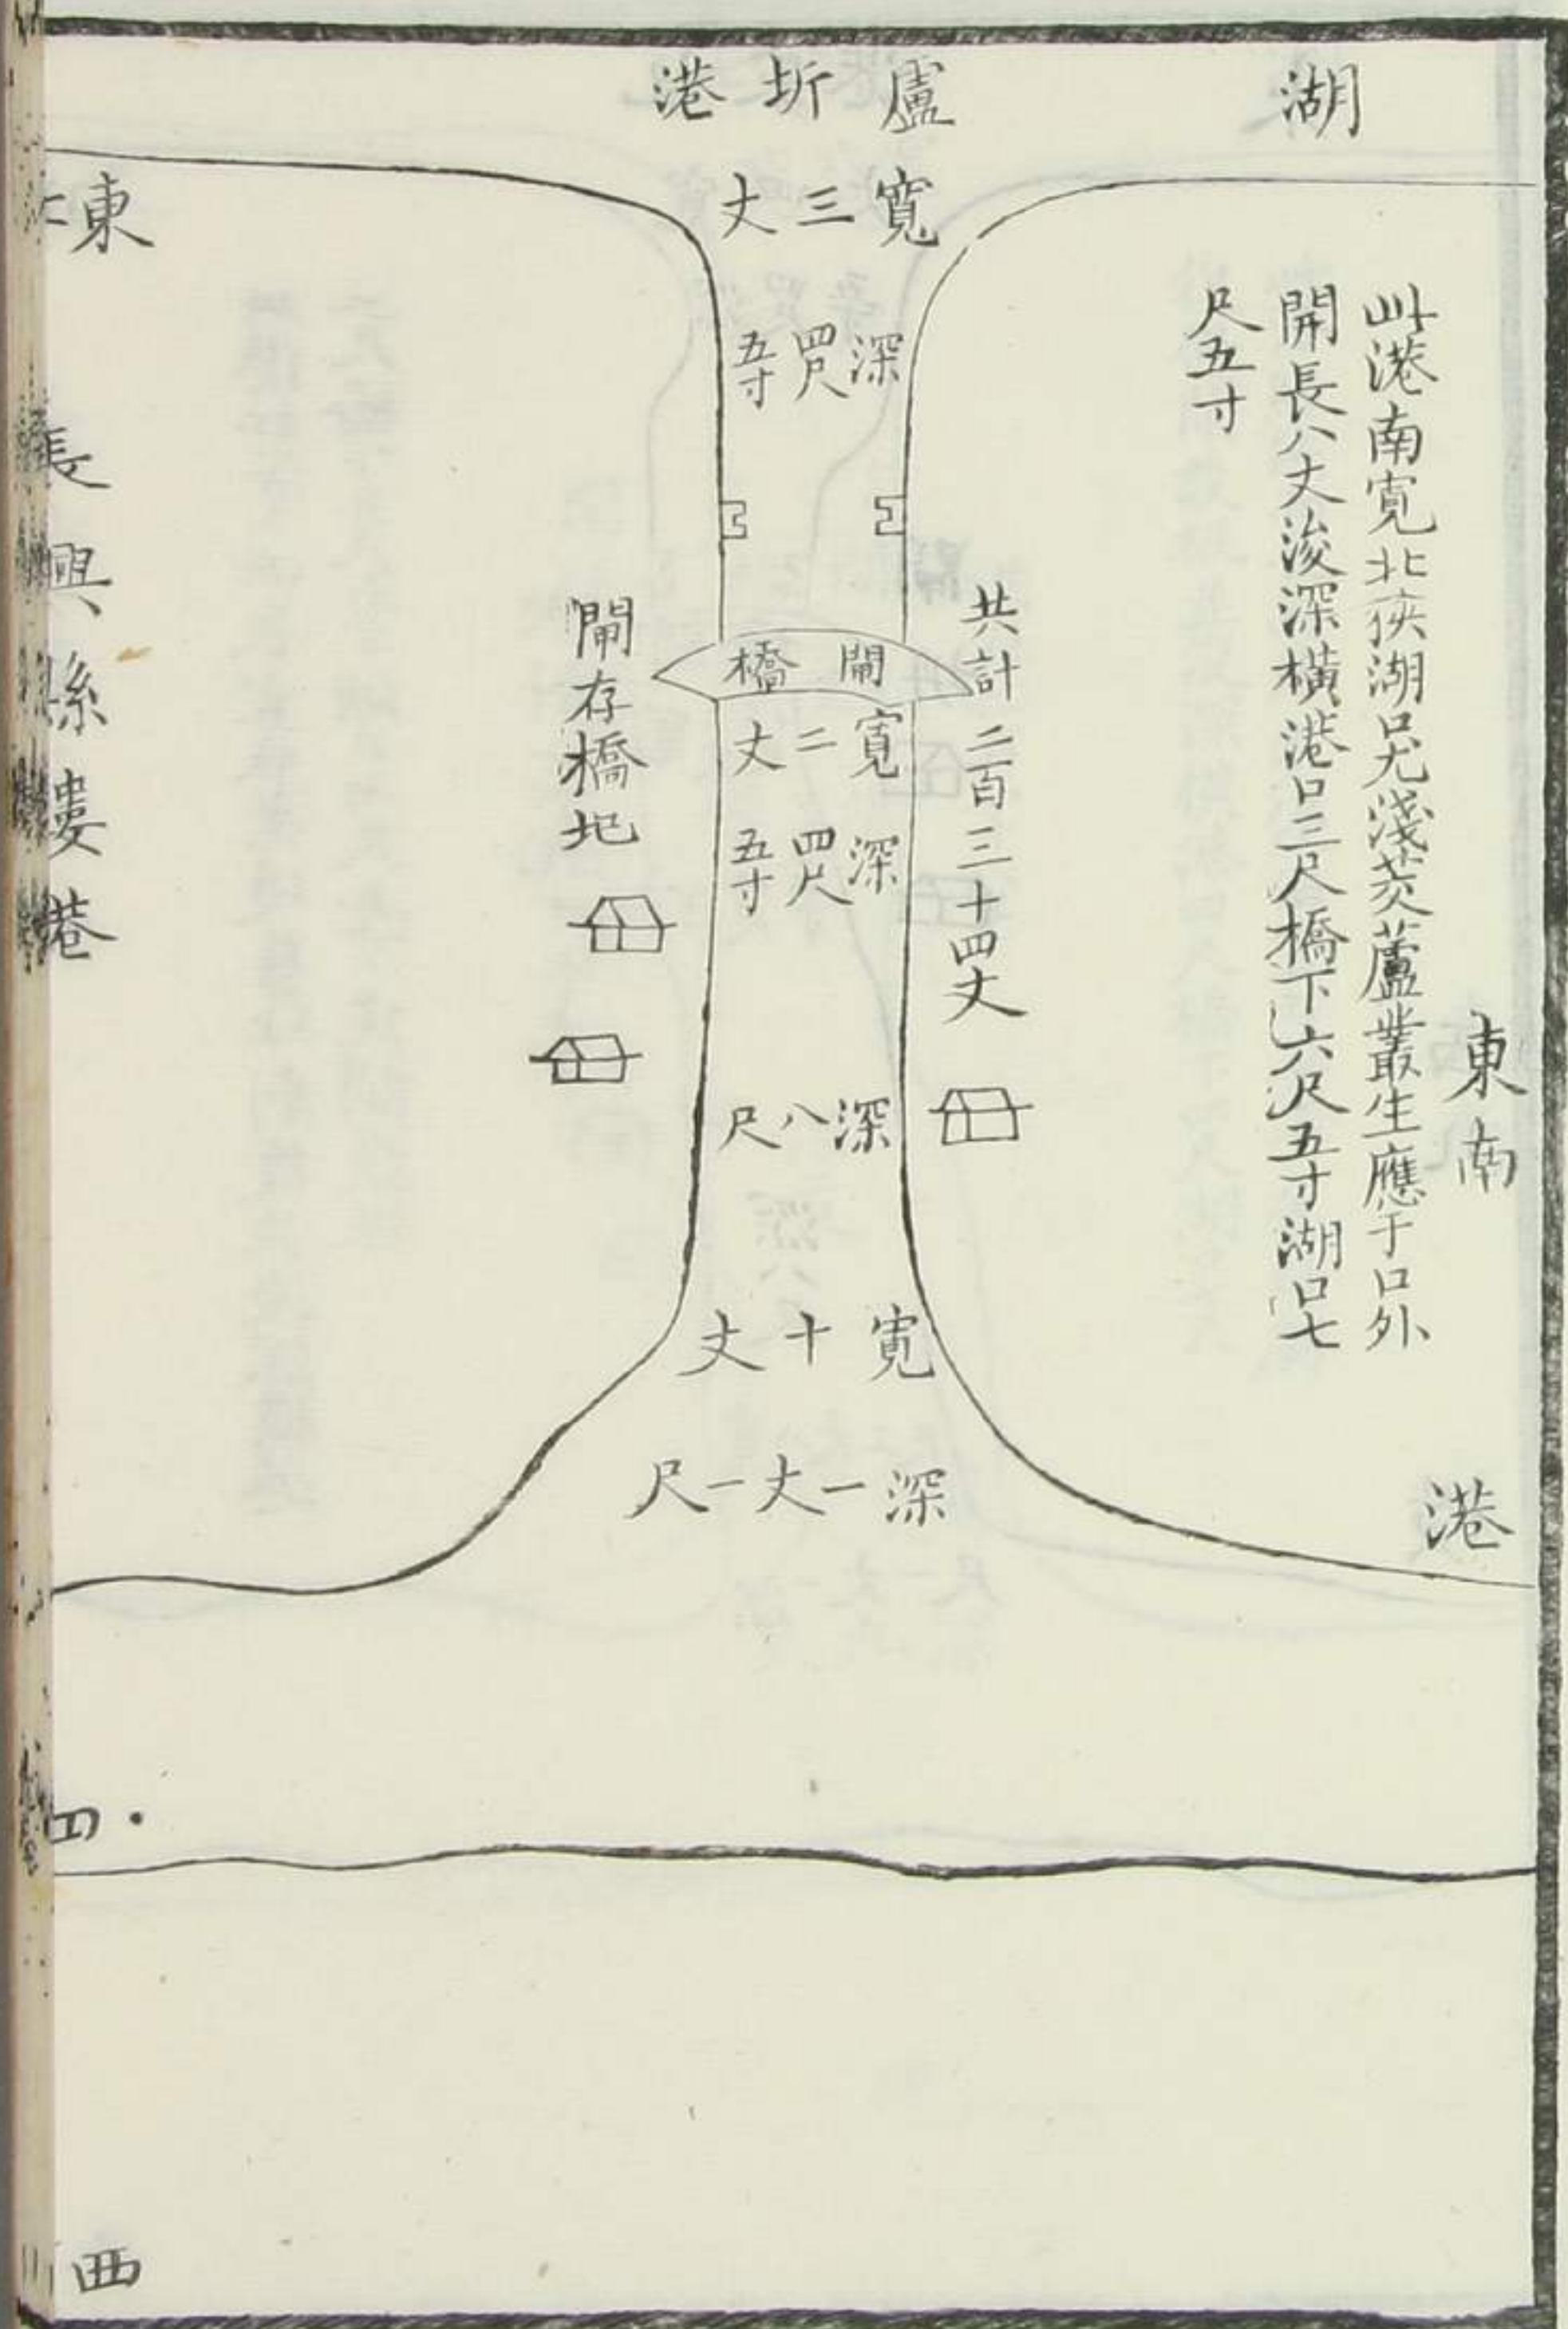 湖
盧圻港
寬三丈
深四尺五寸
此港南寬北狹湖口尤淺茭蘆叢生應于口外
開長八丈浚深橫港口三尺橋下六尺五寸湖口七
尺五寸
東南
港
共計二百三十四丈
閘橋
寬二丈
深四尺五寸
深八尺
寬十丈
深一丈一尺
閘存橋圮
東
長興縣婁港
西